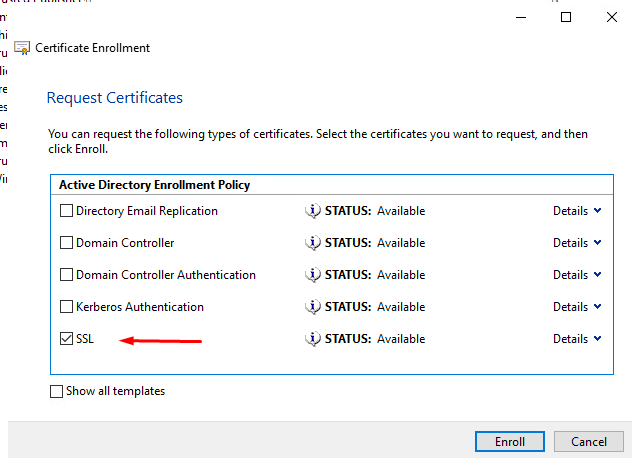 Certificate Enrollment
Request Certificates
You can request the following types of certificates. Select the certificates you want to request, and then
click Enroll.
Active Directory Enrollment Policy
Directory Email Replication STATUS: Available Details
Domain Controller STATUS: Available Details
Domain Controller Authentication STATUS: Available Details
Kerberos Authentication STATUS: Available Details
SSL STATUS: Available Details
Show all templates
Enroll Cancel